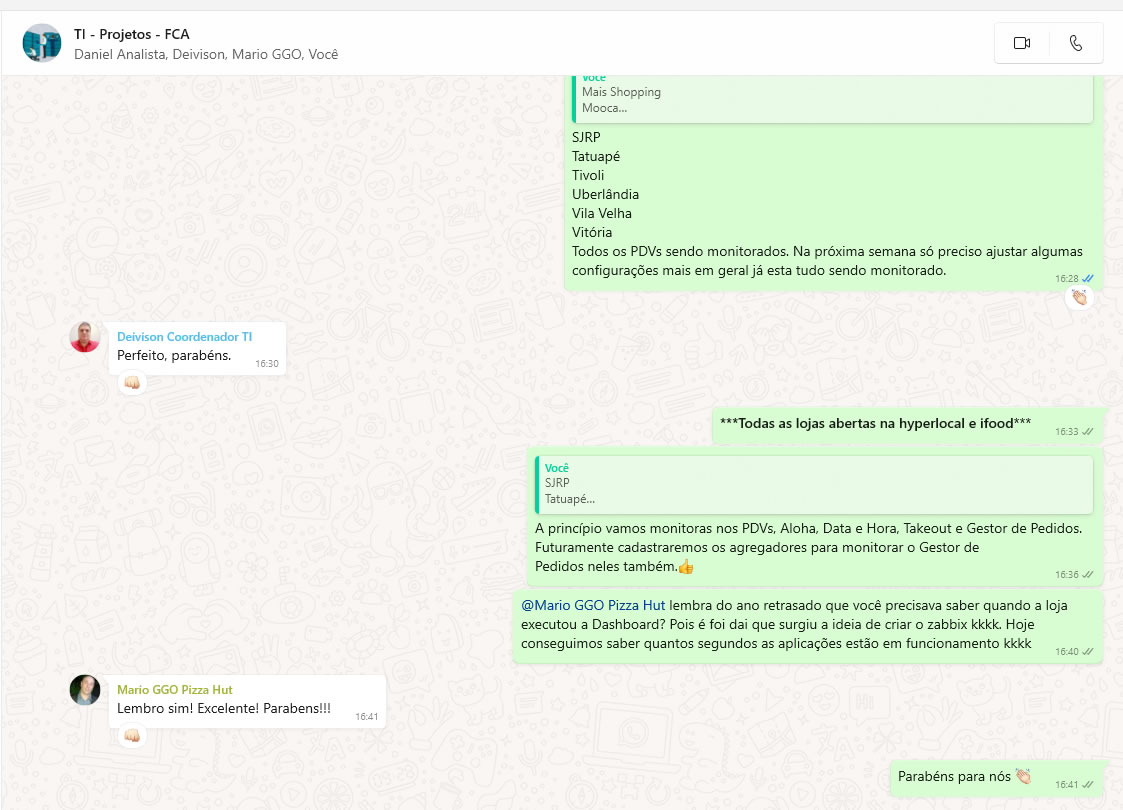 TI - Projetos - FCA
Daniel Analista, Deivison, Mario GGO, Você
Você
Mais Shopping
Mooca...
SJRP
Tatuapé
Tivoli
Uberlândia
Vila Velha
Vitória
Todos os PDVs sendo monitorados. Na próxima semana só preciso ajustar algumas
configurações mais em geral já esta tudo sendo monitorado.
16:28
Deivison Coordenador TI
Perfeito, parabéns.
16:30
***Todas as lojas abertas na hyperlocal e ifood***
16:33
Você
SJRP
Tatuapé...
A princípio vamos monitoras nos PDVs, Aloha, Data e Hora, Takeout e Gestor de Pedidos.
Futuramente cadastraremos os agregadores para monitorar o Gestor de
Pedidos neles também.👍
16:36
@Mario GGO Pizza Hut lembra do ano retrasado que você precisava saber quando a loja
executou a Dashboard? Pois é foi dai que surgiu a ideia de criar o zabbix kkkk. Hoje
conseguimos saber quantos segundos as aplicações estão em funcionamento kkkk
16:40
Mario GGO Pizza Hut
Lembro sim! Excelente! Parabens!!!
16:41
Parabéns para nós 👏🏻
16:41